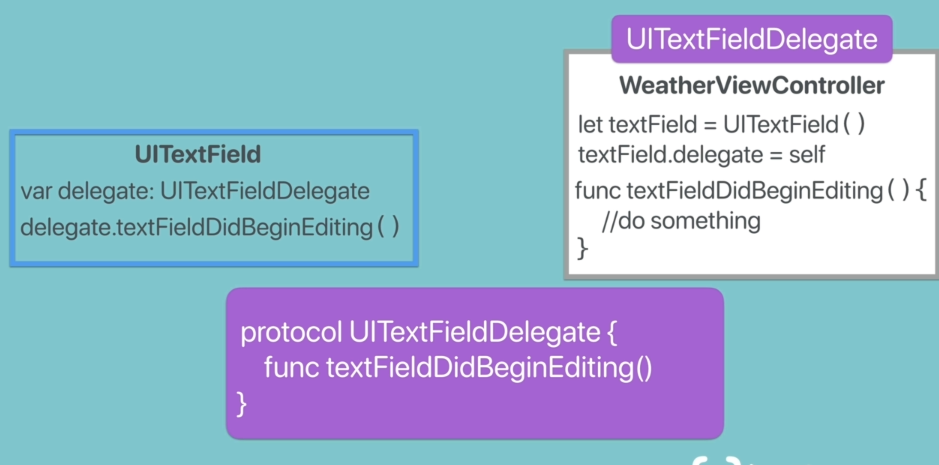 UITextFieldDelegate
WeatherViewController
let textField = UITextField()
textField.delegate = self
func textFieldDidBeginEditing(){
//do something
}
UITextField
var delegate: UITextFieldDelegate
delegate.textFieldDidBeginEditing()
protocol UITextFieldDelegate {
func textFieldDidBeginEditing()
}